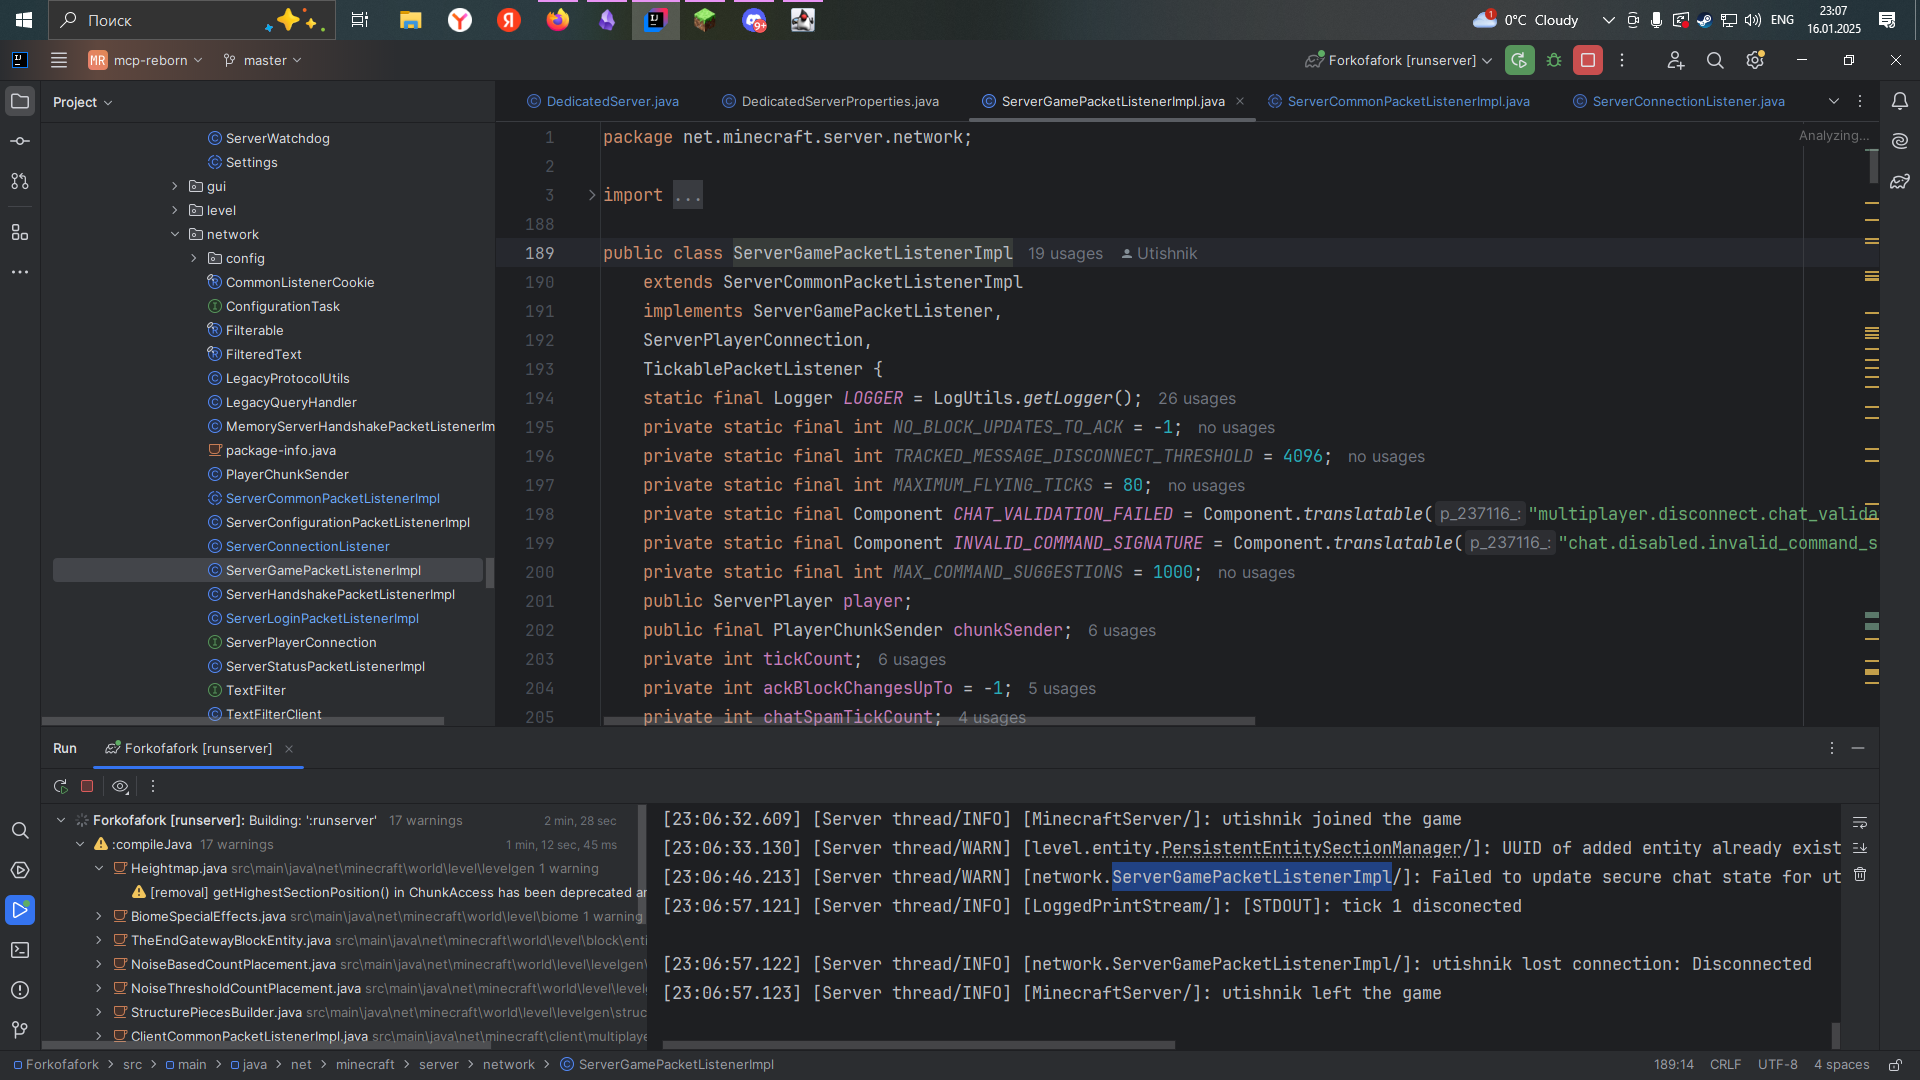 Поиск
9+
1
0°C Cloudy
ENG
23:07
16.01.2025
MR mcp-reborn
master
Forkofafork [runserver]
Project
DedicatedServer.java
DedicatedServerProperties.java
ServerGamePacketListenerImpl.java
ServerCommonPacketListenerImpl.java
ServerConnectionListener.java
ServerWatchdog
Settings
gui
level
network
config
CommonListenerCookie
ConfigurationTask
Filterable
FilteredText
LegacyProtocolUtils
LegacyQueryHandler
MemoryServerHandshakePacketListenerIm
package-info.java
PlayerChunkSender
ServerCommonPacketListenerImpl
ServerConfigurationPacketListenerImpl
ServerConnectionListener
ServerGamePacketListenerImpl
ServerHandshakePacketListenerImpl
ServerLoginPacketListenerImpl
ServerPlayerConnection
ServerStatusPacketListenerImpl
TextFilter
TextFilterClient
Analyzing...
1 package net.minecraft.server.network;
2
3 import ...
188
189 public class ServerGamePacketListenerImpl 19 usages Utishnik
190 extends ServerCommonPacketListenerImpl
191 implements ServerGamePacketListener,
192 ServerPlayerConnection,
193 TickablePacketListener {
194 static final Logger LOGGER = LogUtils.getLogger(); 26 usages
195 private static final int NO_BLOCK_UPDATES_TO_ACK = -1; no usages
196 private static final int TRACKED_MESSAGE_DISCONNECT_THRESHOLD = 4096; no usages
197 private static final int MAXIMUM_FLYING_TICKS = 80; no usages
198 private static final Component CHAT_VALIDATION_FAILED = Component.translatable( p_237116_: "multiplayer.disconnect.chat_valida
199 private static final Component INVALID_COMMAND_SIGNATURE = Component.translatable( p_237116_: "chat.disabled.invalid_command_s
200 private static final int MAX_COMMAND_SUGGESTIONS = 1000; no usages
201 public ServerPlayer player;
202 public final PlayerChunkSender chunkSender; 6 usages
203 private int tickCount; 6 usages
204 private int ackBlockChangesUpTo = -1; 5 usages
205 private int chatSpamTickCount; 4 usages
Run
Forkofafork [runserver]
Forkofafork [runserver]: Building: ':runserver' 17 warnings 2 min, 28 sec
:compileJava 17 warnings 1 min, 12 sec, 45 ms
Heightmap.java src\main\java\net\minecraft\world\level\levelgen 1 warning
[removal] getHighestSectionPosition() in ChunkAccess has been deprecated ar
BiomeSpecialEffects.java src\main\java\net\minecraft\world\level\biome 1 warning
TheEndGatewayBlockEntity.java src\main\java\net\minecraft\world\level\block\enti
NoiseBasedCountPlacement.java src\main\java\net\minecraft\world\level\levelgen\
NoiseThresholdCountPlacement.java src\main\java\net\minecraft\world\level\level
StructurePiecesBuilder.java src\main\java\net\minecraft\world\level\levelgen\struc
ClientCommonPacketListenerImpl.java src\main\java\net\minecraft\client\multiplaye
[23:06:32.609] [Server thread/INFO] [MinecraftServer/]: utishnik joined the game
[23:06:33.130] [Server thread/WARN] [level.entity.PersistentEntitySectionManager/]: UUID of added entity already exist
[23:06:46.213] [Server thread/WARN] [network.ServerGamePacketListenerImpl/]: Failed to update secure chat state for ut
[23:06:57.121] [Server thread/INFO] [LoggedPrintStream/]: [STDOUT]: tick 1 disconected
[23:06:57.122] [Server thread/INFO] [network.ServerGamePacketListenerImpl/]: utishnik lost connection: Disconnected
[23:06:57.123] [Server thread/INFO] [MinecraftServer/]: utishnik left the game
Forkofafork > src > main > java > net > minecraft > server > network > ServerGamePacketListenerImpl
189:14 CRLF UTF-8 4 spaces